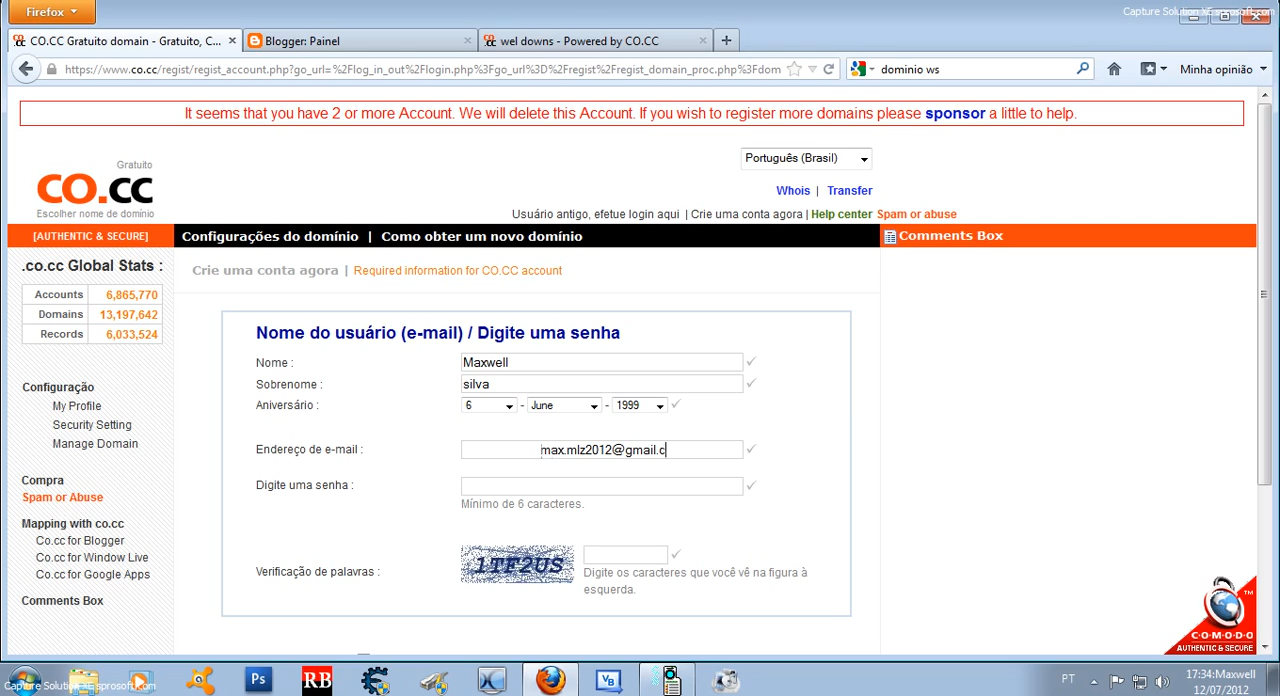 Firefox
Capture Solution XEsprosoft.com
CO.CC Gratuito domain - Gratuito, C...
Blogger: Painel
wel downs - Powered by CO.CC
https://www.co.cc/regist/regist_account.php?go_url=%2Flog_in_out%2Flogin.php%3Fgo_url%3D%2Fregist%2Fregist_domain_proc.php%3Fdom
dominio ws
Minha opinião
It seems that you have 2 or more Account. We will delete this Account. If you wish to register more domains please sponsor a little to help.
Gratuito
co.cc
Escolher nome de domínio
Português (Brasil)
Whois | Transfer
Usuário antigo, efetue login aqui | Crie uma conta agora | Help center Spam or abuse
[AUTHENTIC & SECURE]
Configurações do domínio | Como obter um novo domínio
Comments Box
.co.cc Global Stats :
Accounts 6,865,770
Domains 13,197,642
Records 6,033,524
Configuração
My Profile
Security Setting
Manage Domain
Compra
Spam or Abuse
Mapping with co.cc
Co.cc for Blogger
Co.cc for Window Live
Co.cc for Google Apps
Comments Box
Crie uma conta agora | Required information for CO.CC account
Nome do usuário (e-mail) / Digite uma senha
Nome : Maxwell
Sobrenome : silva
Aniversário : 6 - June - 1999
Endereço de e-mail : max.mlz2012@gmail.c
Digite uma senha :
Mínimo de 6 caracteres.
Verificação de palavras : 1TF2US
Digite os caracteres que você vê na figura à
esquerda.
TM
COMODO
AUTHENTIC & SECURE
Capture Solution XEsprosoft.com
Ps
RB
VB
PT
17:34:Maxwell
12/07/2012